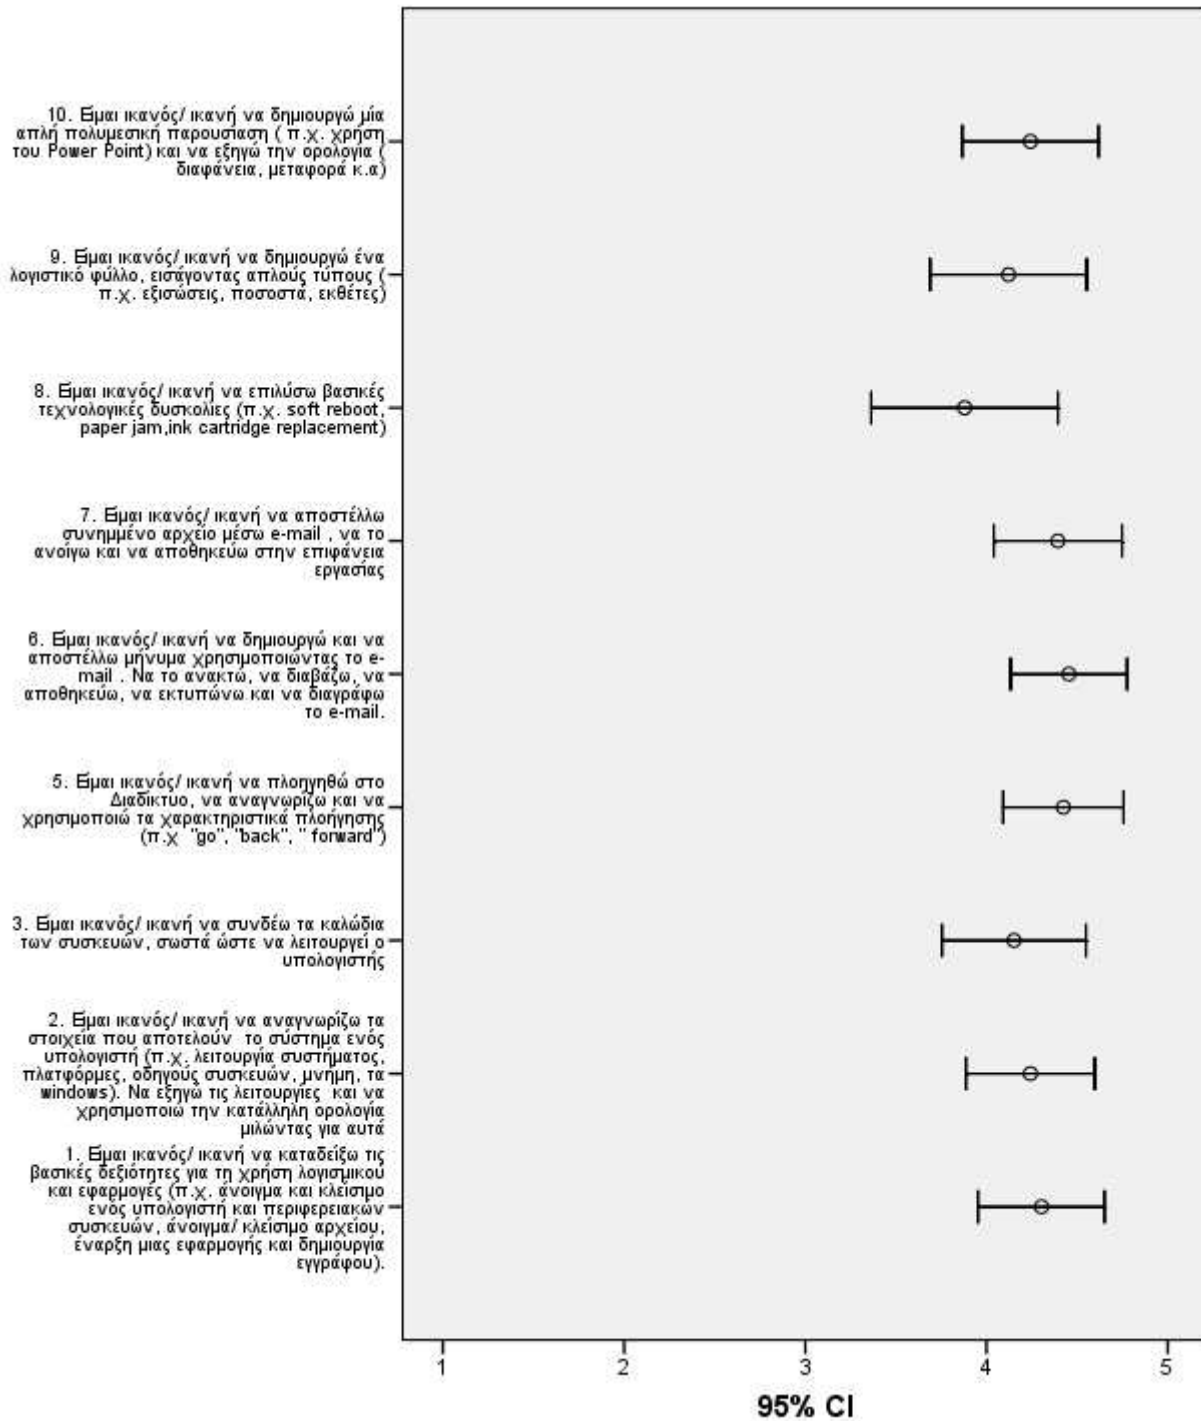 10. Είμαι ικανός/ ικανή να δημιουργώ μία
απλή πολυμεσική παρουσίαση ( π.χ. χρήση
του Power Point) και να εξηγώ την ορολογία (
διαφάνεια, μεταφορά κ.α)
9. Είμαι ικανός/ ικανή να δημιουργώ ένα
λογιστικό φύλλο, εισάγοντας απλούς τύπους (
π.χ. εξισώσεις, ποσοστά, εκθέτες)
8. Είμαι ικανός/ ικανή να επιλύσω βασικές
τεχνολογικές δυσκολίες (π.χ. soft reboot,
paper jam,ink cartridge replacement)
7. Είμαι ικανός/ ικανή να αποστέλλω
συνημμένο αρχείο μέσω e-mail , να το
ανοίγω και να αποθηκεύω στην επιφάνεια
εργασίας
6. Είμαι ικανός/ ικανή να δημιουργώ και να
αποστέλλω μήνυμα χρησιμοποιώντας το e-
mail . Να το ανακτώ, να διαβάζω, να
αποθηκεύω, να εκτυπώνω και να διαγράφω
το e-mail.
5. Είμαι ικανός/ ικανή να πλοηγηθώ στο
Διαδίκτυο, να αναγνωρίζω και να
χρησιμοποιώ τα χαρακτηριστικά πλοήγησης
(π.χ "go", "back", " forward")
3. Είμαι ικανός/ ικανή να συνδέω τα καλώδια
των συσκευών, σωστά ώστε να λειτουργεί ο
υπολογιστής
2. Είμαι ικανός/ ικανή να αναγνωρίζω τα
στοιχεία που αποτελούν το σύστημα ενός
υπολογιστή (π.χ. λειτουργία συστήματος,
πλατφόρμες, οδηγούς συσκευών, μνήμη, τα
windows). Να εξηγώ τις λειτουργίες και να
χρησιμοποιώ την κατάλληλη ορολογία
μιλώντας για αυτά
1. Είμαι ικανός/ ικανή να καταδείξω τις
βασικές δεξιότητες για τη χρήση λογισμικού
και εφαρμογές (π.χ. άνοιγμα και κλείσιμο
ενός υπολογιστή και περιφερειακών
συσκευών, άνοιγμα/ κλείσιμο αρχείου,
έναρξη μιας εφαρμογής και δημιουργία
εγγράφου).
1 2 3 4 5
95% CI